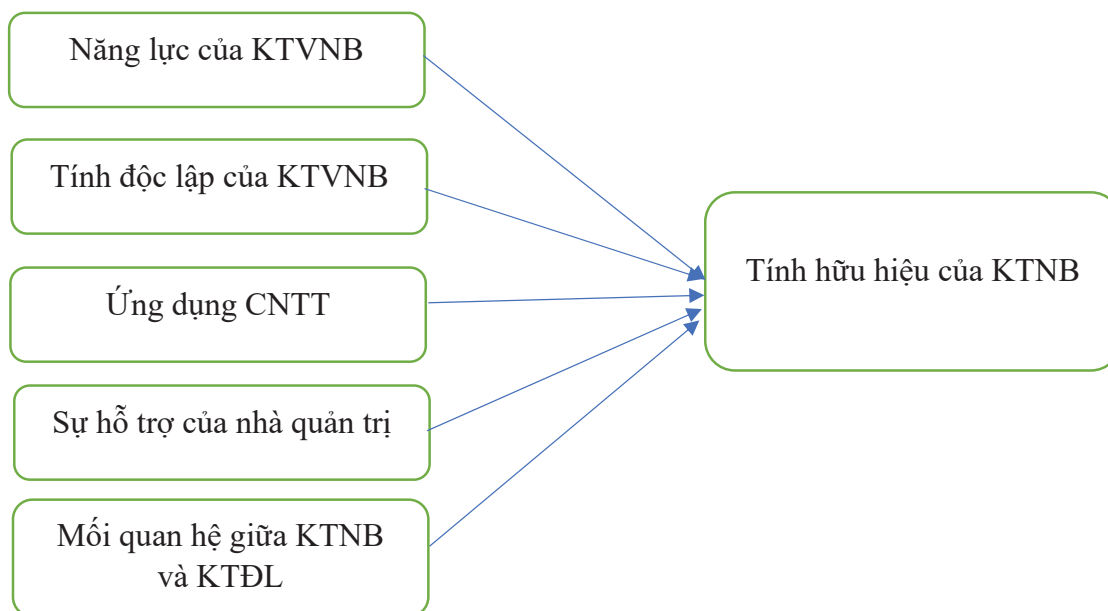 Năng lực của KTVNB
Tính độc lập của KTVNB
Ứng dụng CNTT
Sự hỗ trợ của nhà quản trị
Mối quan hệ giữa KTNB
và KTĐL
Tính hữu hiệu của KTNB